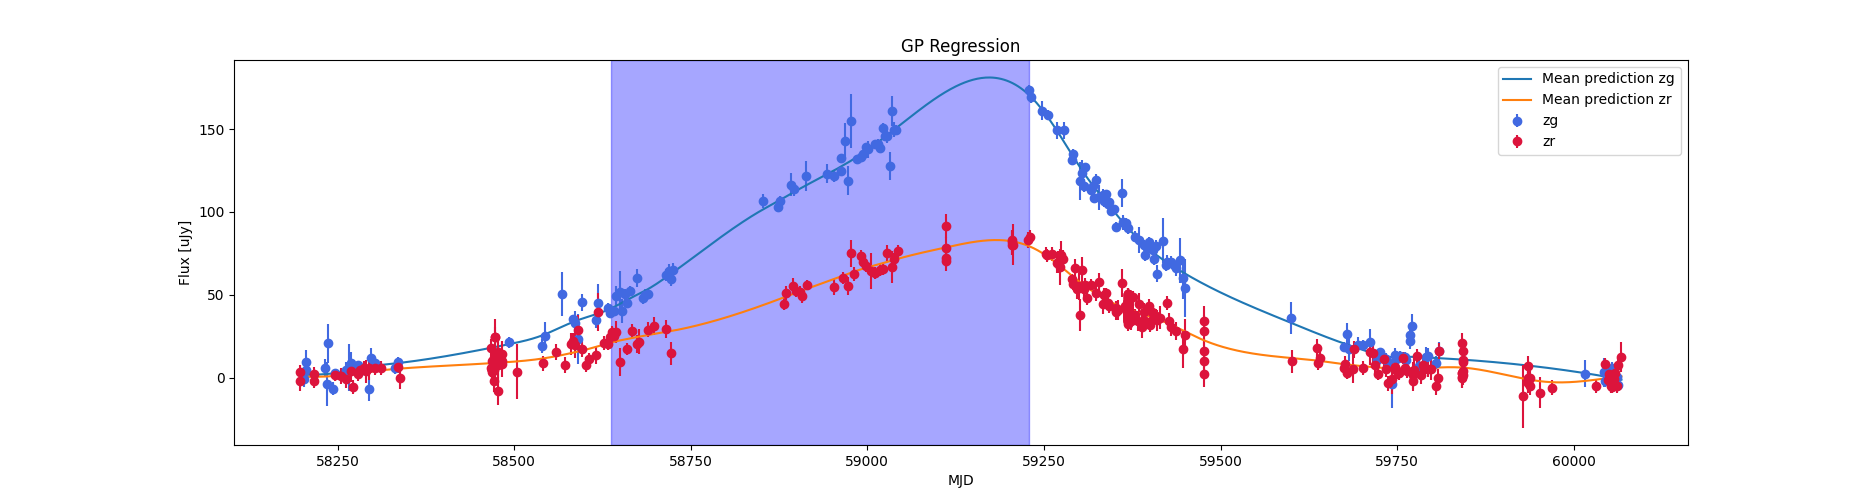 GP Regression
Flux [uJy]
150
100
50
0
58250 58500 58750 59000 59250 59500 59750 60000
MJD
Mean prediction zg
Mean prediction zr
zg
zr